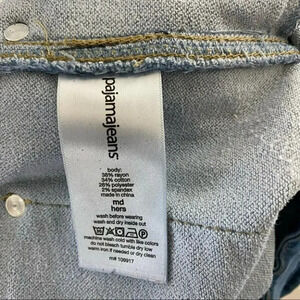 pajamajeans
body:
38% rayon
34% cotton
26% polyester
2% spandex
made in china
md
hers
wash before wearing
wash and dry inside out
machine wash cold with like colors
do not bleach tumble dry low
warm iron if needed or dry clean
m# 109917